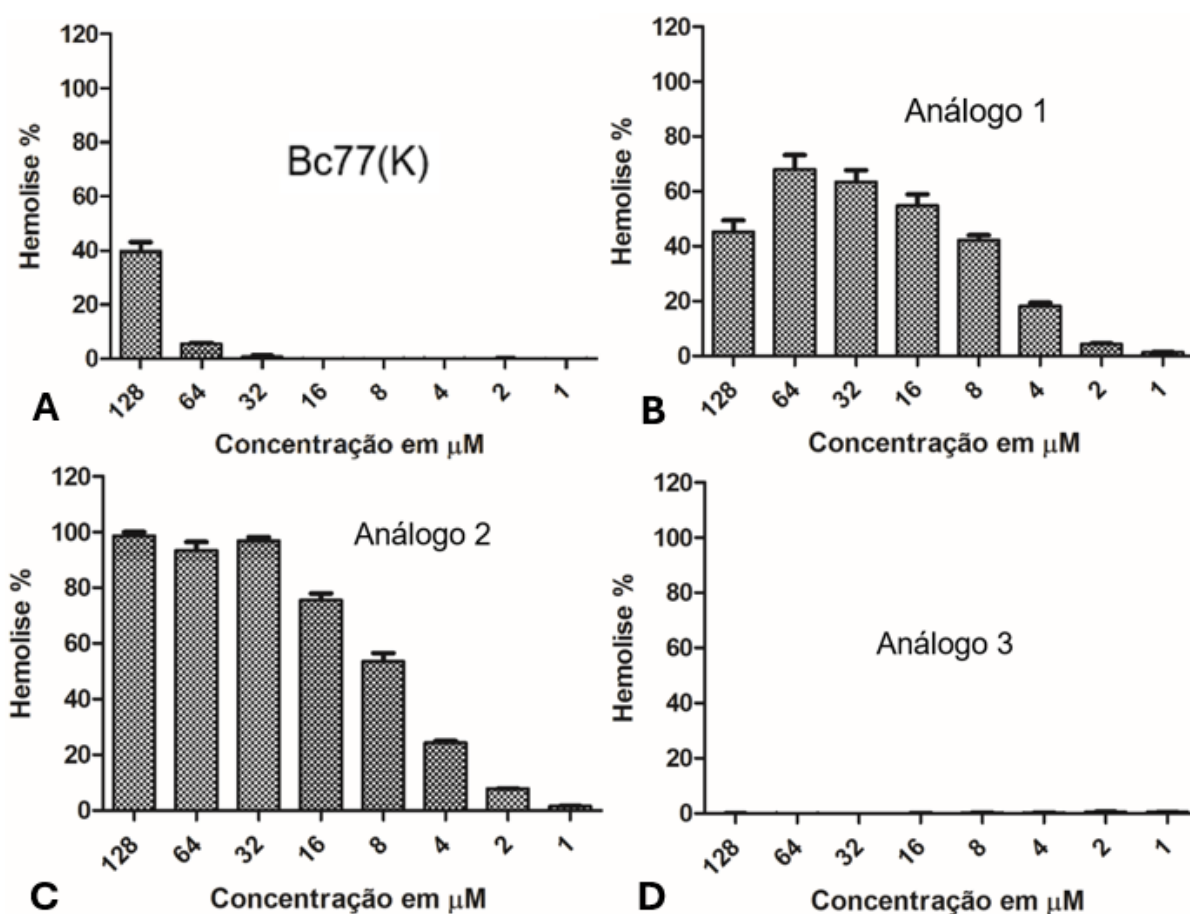 120
100
80
60
40
20
0
Hemolise %
Bc77(K)
128 64 32 16 8 4 2 1
A
Concentração em μM
120
100
80
60
40
20
0
Hemolise %
Análogo 1
128 64 32 16 8 4 2 1
B
Concentração em μM
120
100
80
60
40
20
0
Hemolise %
Análogo 2
128 64 32 16 8 4 2 1
C
Concentração em μM
120
100
80
60
40
20
0
Hemolise %
Análogo 3
128 64 32 16 8 4 2 1
D
Concentração em μM